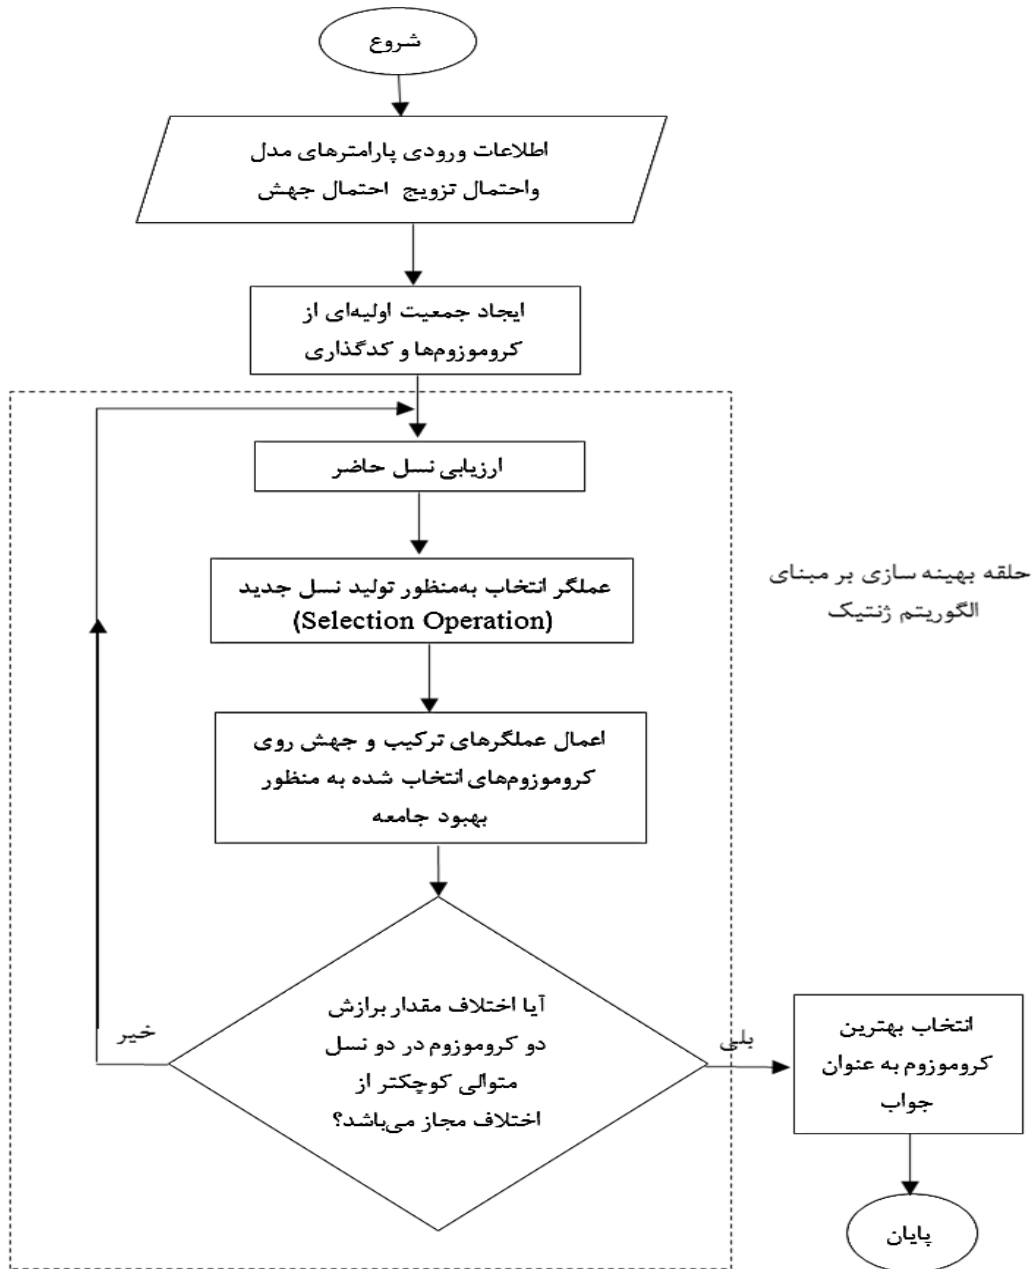 شروع
اطلاعات ورودی پارامترهای مدل
واحتمال تزویج احتمال جهش
ایجاد جمعیت اولیه‌ای از
کروموزوم‌ها و کدگذاری
ارزیابی نسل حاضر
عملگر انتخاب به‌منظور تولید نسل جدید
(Selection Operation)
حلقه بهینه سازی بر مبنای
الگوریتم ژنتیک
اعمال عملگرهای ترکیب و جهش روی
کروموزوم‌های انتخاب شده به منظور
بهبود جامعه
آیا اختلاف مقدار برازش
دو کروموزوم در دو نسل
متوالی کوچکتر از
اختلاف مجاز می‌باشد؟
خیر
بلی
انتخاب بهترین
کروموزوم به عنوان
جواب
پایان